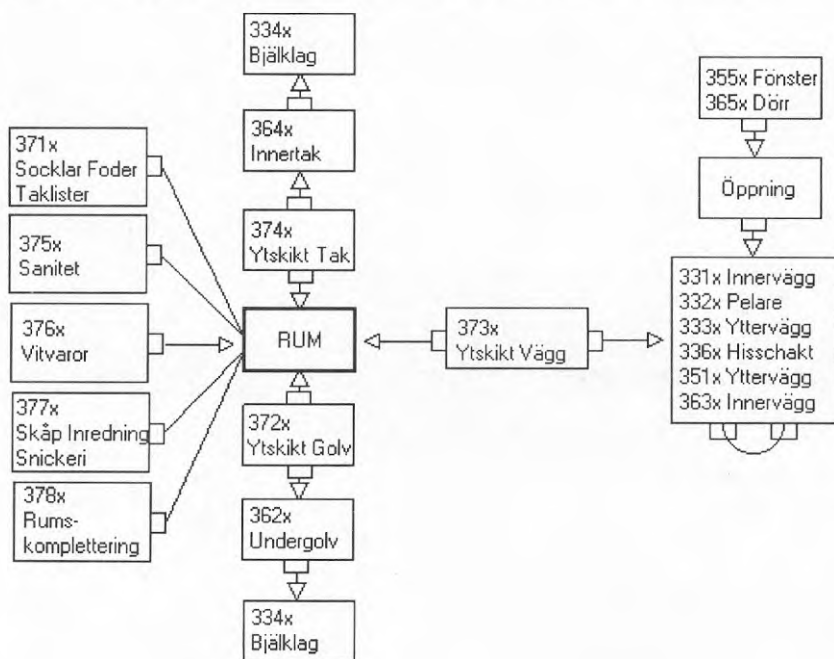 334x
Bjälklag
364x
Innertak
374x
Ytskikt Tak
371x
Socklar Foder
Taklister
375x
Sanitet
376x
Vitvaror
377x
Skåp Inredning
Snickeri
378x
Rums-
komplettering
RUM
372x
Ytskikt Golv
362x
Undergolv
334x
Bjälklag
373x
Ytskikt Vägg
355x Fönster
365x Dörr
Öppning
331x Innervägg
332x Pelare
333x Yttervägg
336x Hisschakt
351x Yttervägg
363x Innervägg